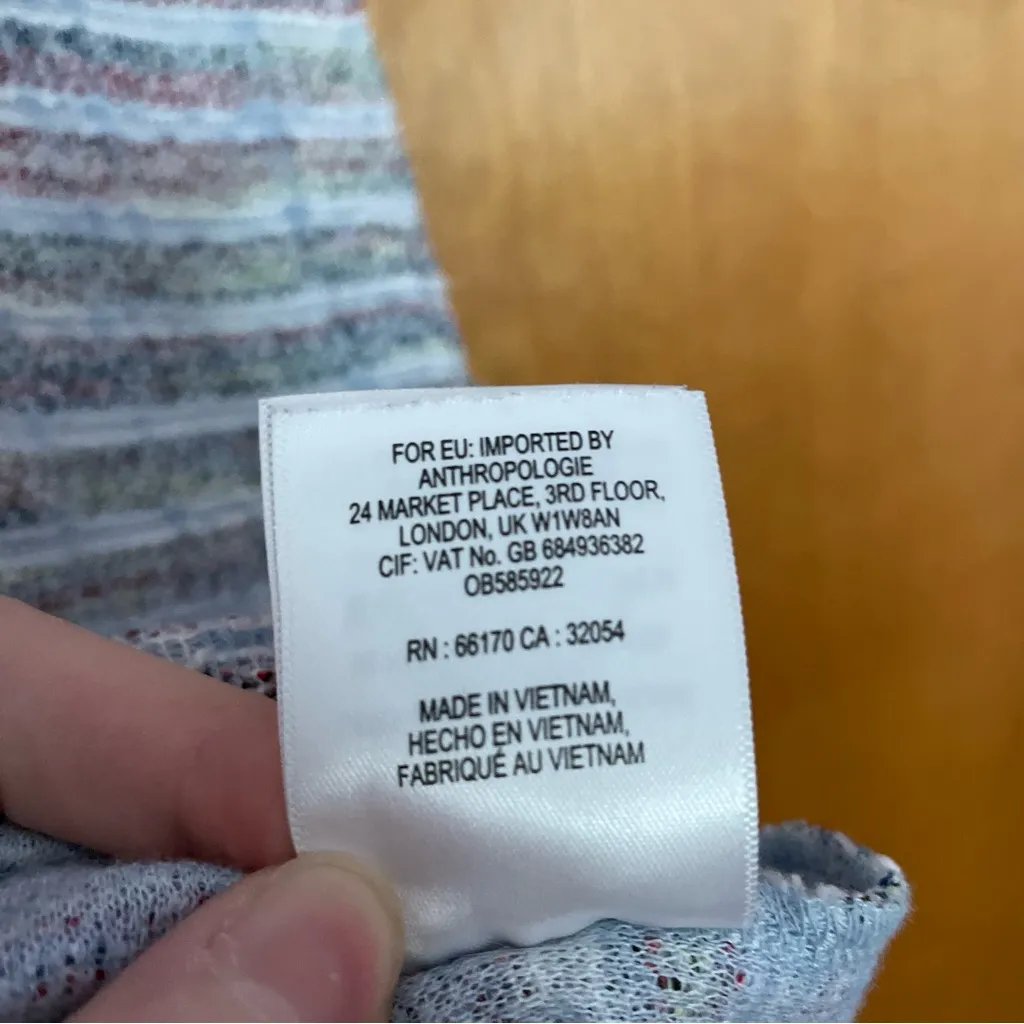 FOR EU: IMPORTED BY
ANTHROPOLOGIE
24 MARKET PLACE, 3RD FLOOR,
LONDON, UK W1W8AN
CIF: VAT No. GB 684936382
OB585922
RN : 66170 CA : 32054
MADE IN VIETNAM,
HECHO EN VIETNAM,
FABRIQUÉ AU VIETNAM